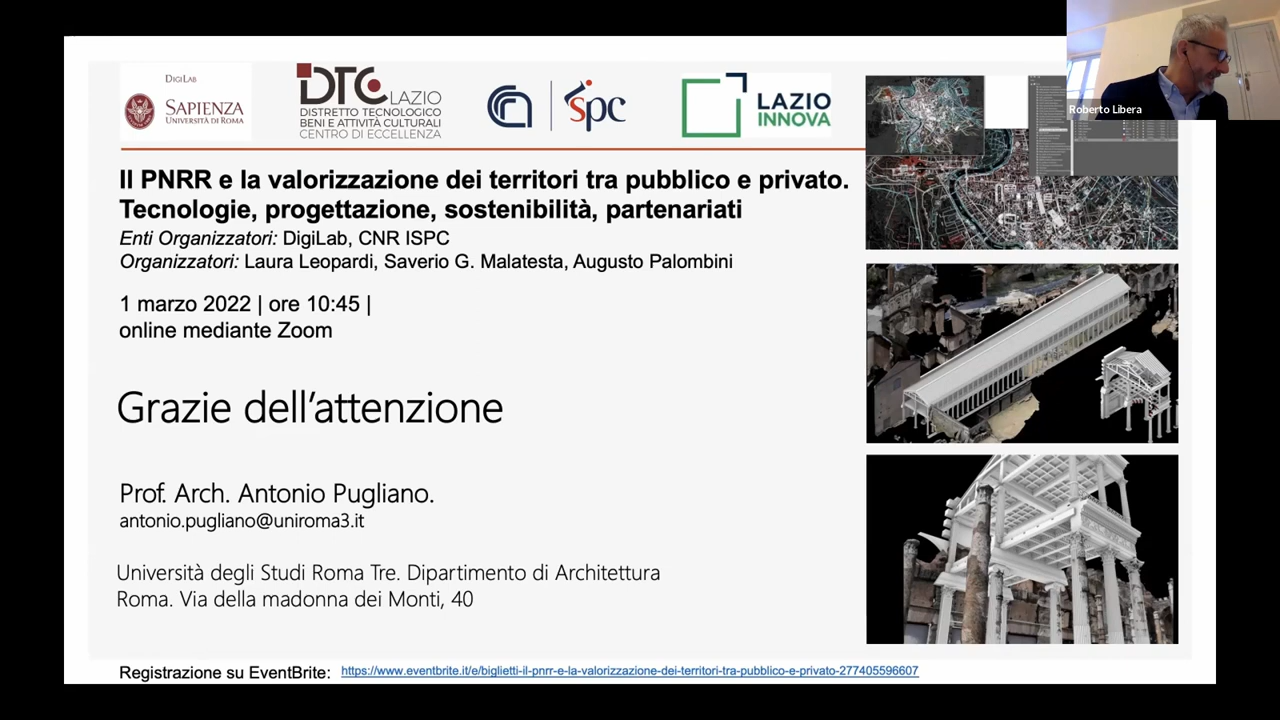 DIGILAB
SAPIENZA
UNIVERSITÀ DI ROMA
DTC LAZIO
DISTRETTO TECNOLOGICO
BENI E ATTIVITÀ CULTURALI
CENTRO DI ECCELLENZA
ispc
LAZIO
INNOVA
Roberto Libera
Il PNRR e la valorizzazione dei territori tra pubblico e privato.
Tecnologie, progettazione, sostenibilità, partenariati
Enti Organizzatori: DigiLab, CNR ISPC
Organizzatori: Laura Leopardi, Saverio G. Malatesta, Augusto Palombini
1 marzo 2022 | ore 10:45 |
online mediante Zoom
Grazie dell’attenzione
Prof. Arch. Antonio Pugliano.
antonio.pugliano@uniroma3.it
Università degli Studi Roma Tre. Dipartimento di Architettura
Roma. Via della madonna dei Monti, 40
Registrazione su EventBrite: https://www.eventbrite.it/e/biglietti-il-pnrr-e-la-valorizzazione-dei-territori-tra-pubblico-e-privato-277405596607